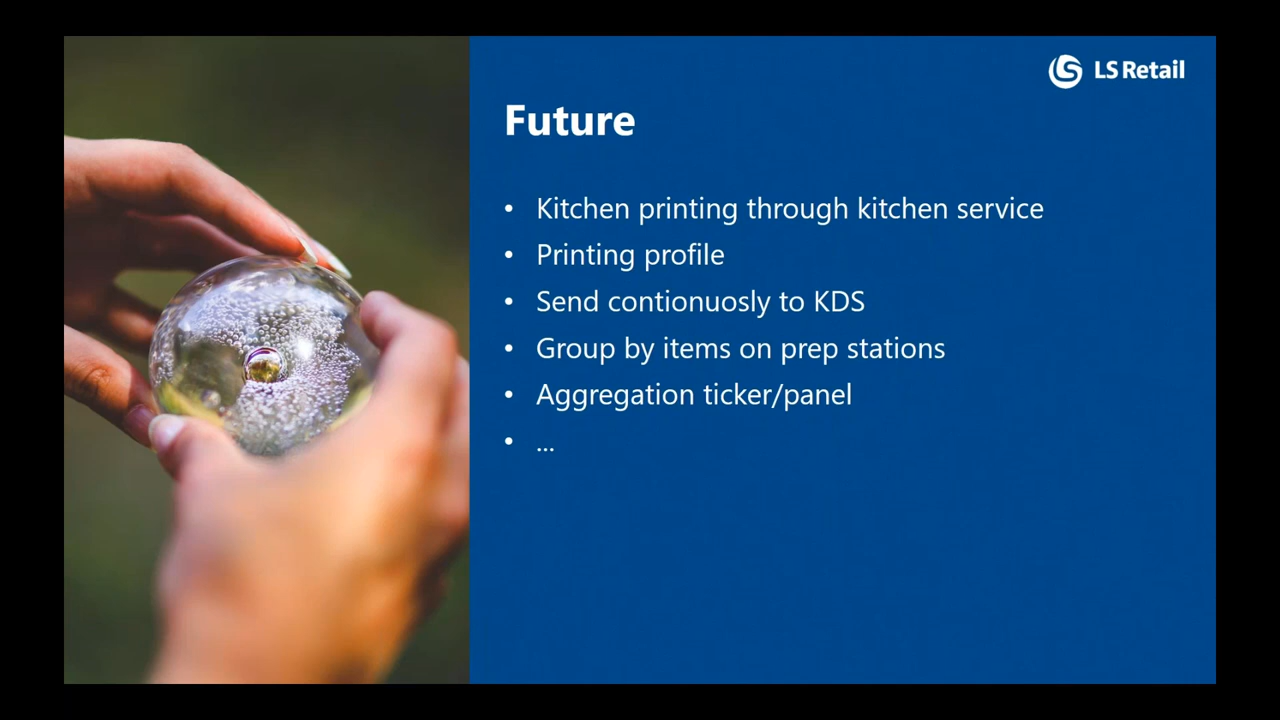 LS Retail
Future
• Kitchen printing through kitchen service
• Printing profile
• Send contionuosly to KDS
• Group by items on prep stations
• Aggregation ticker/panel
• ...